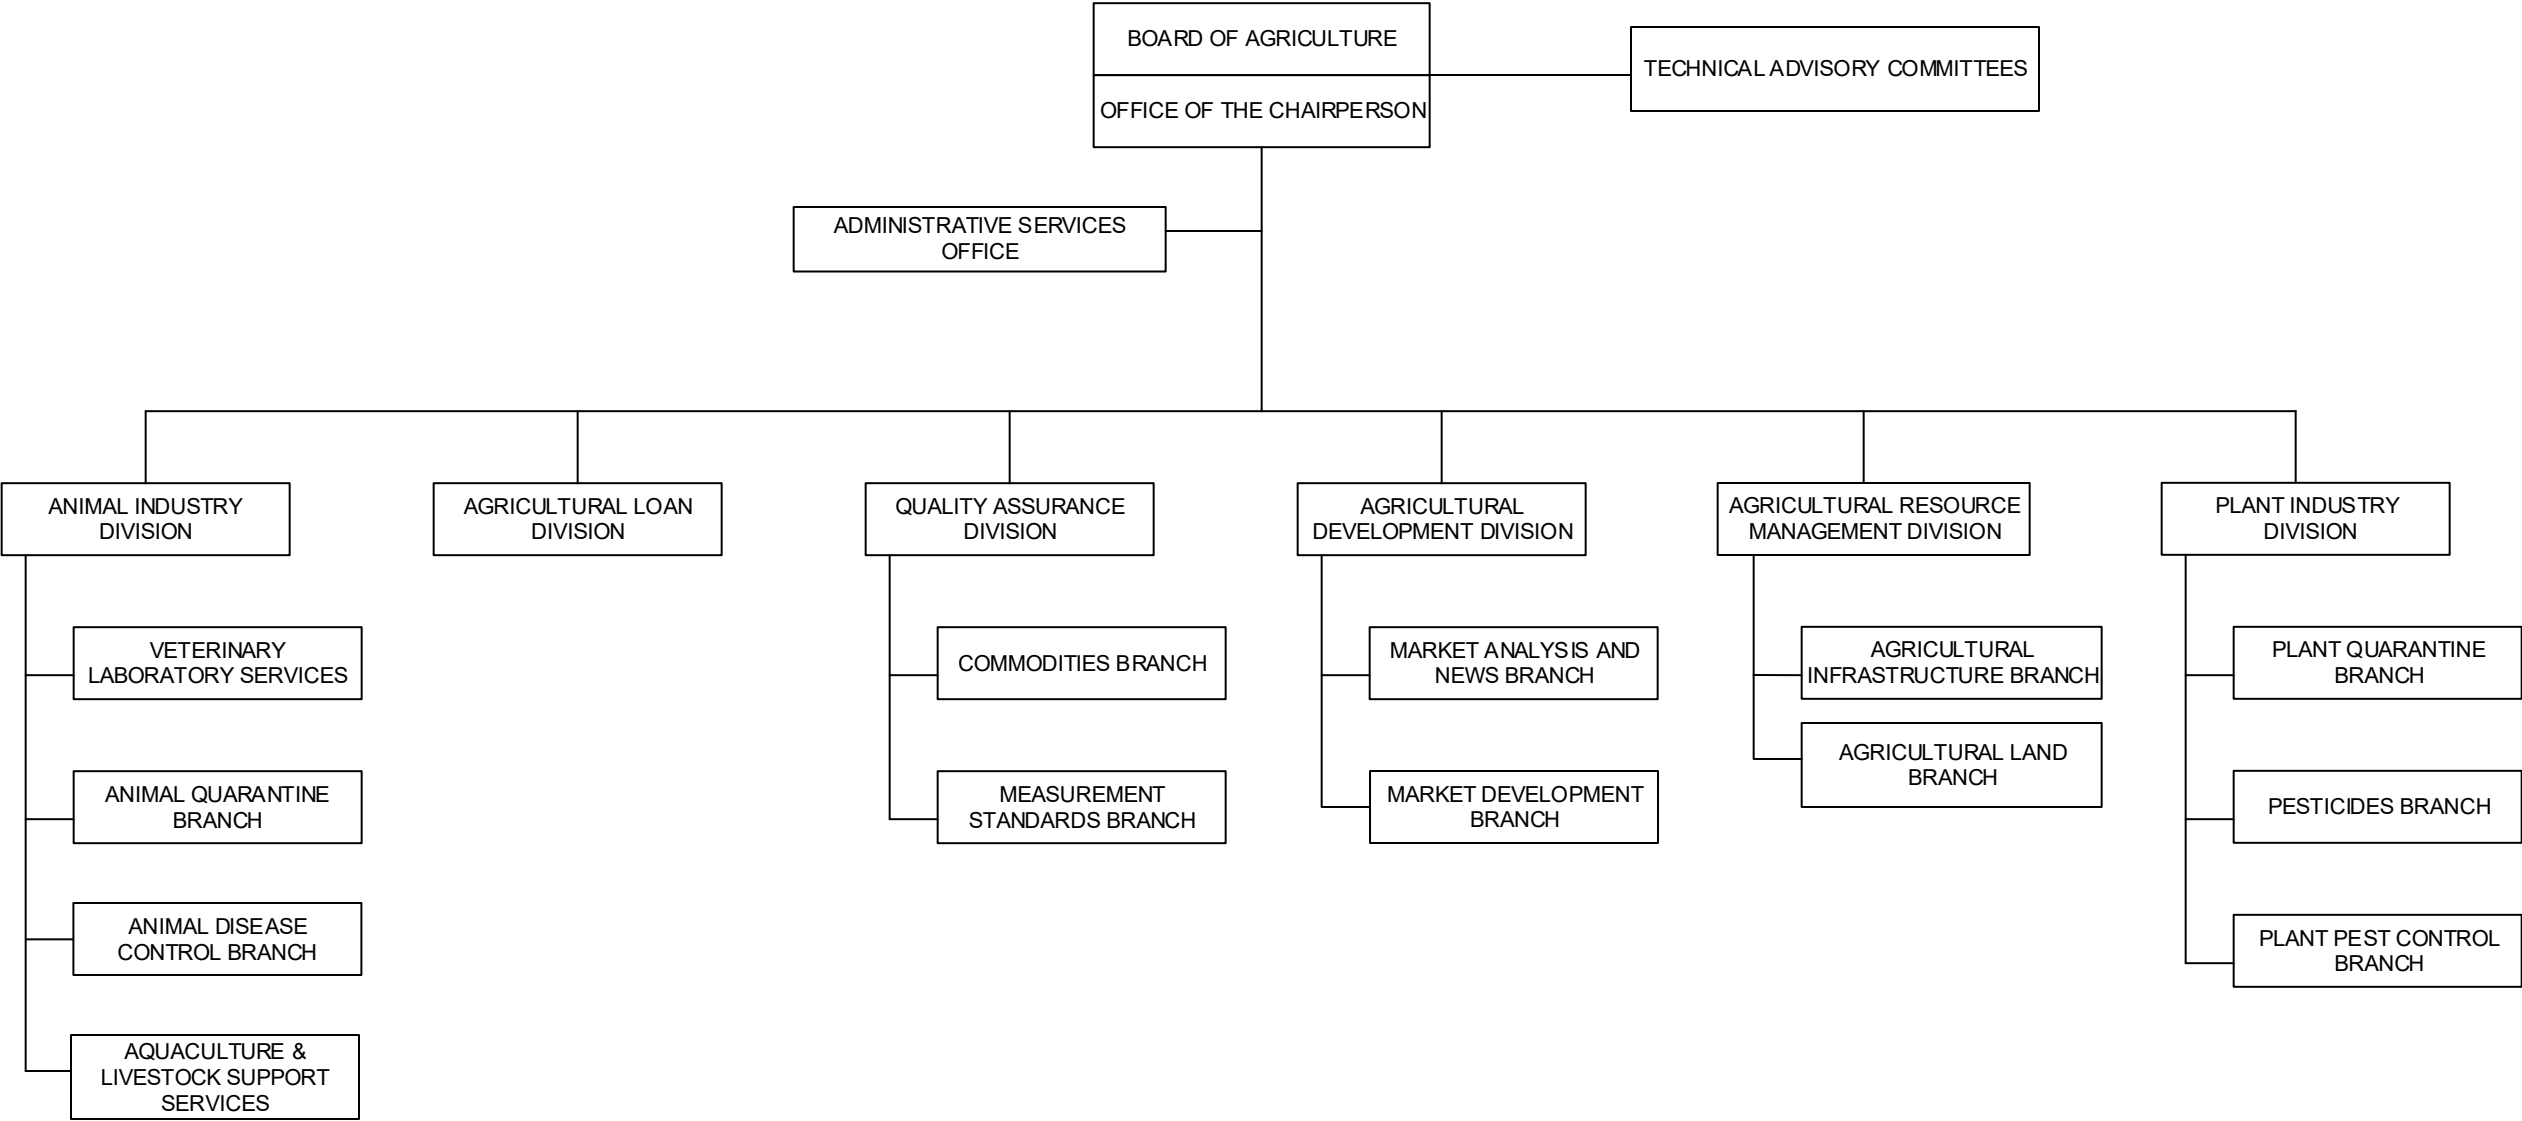 BOARD OF AGRICULTURE
TECHNICAL ADVISORY COMMITTEES
OFFICE OF THE CHAIRPERSON
ADMINISTRATIVE SERVICES
OFFICE
ANIMAL INDUSTRY
DIVISION
AGRICULTURAL LOAN
DIVISION
QUALITY ASSURANCE
DIVISION
AGRICULTURAL
DEVELOPMENT DIVISION
AGRICULTURAL RESOURCE
MANAGEMENT DIVISION
PLANT INDUSTRY
DIVISION
VETERINARY
LABORATORY SERVICES
ANIMAL QUARANTINE
BRANCH
ANIMAL DISEASE
CONTROL BRANCH
AQUACULTURE &
LIVESTOCK SUPPORT
SERVICES
COMMODITIES BRANCH
MEASUREMENT
STANDARDS BRANCH
MARKET ANALYSIS AND
NEWS BRANCH
MARKET DEVELOPMENT
BRANCH
AGRICULTURAL
INFRASTRUCTURE BRANCH
AGRICULTURAL LAND
BRANCH
PLANT QUARANTINE
BRANCH
PESTICIDES BRANCH
PLANT PEST CONTROL
BRANCH